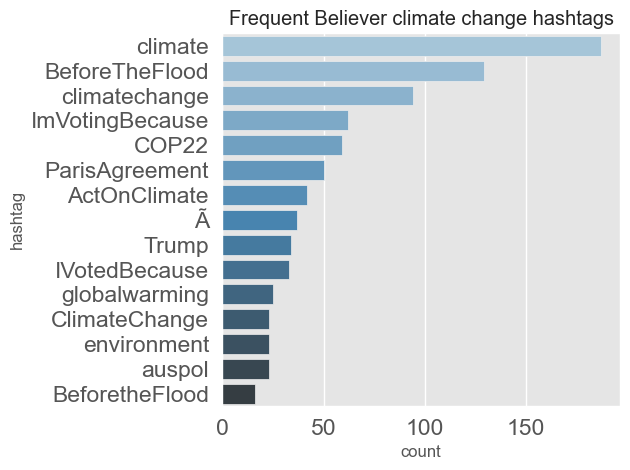 Frequent Believer climate change hashtags
climate
BeforeTheFlood
climatechange
ImVotingBecause
COP22
ParisAgreement
ActOnClimate
Ã
Trump
IVotedBecause
globalwarming
ClimateChange
environment
auspol
BeforetheFlood
hashtag
0 50 100 150
count